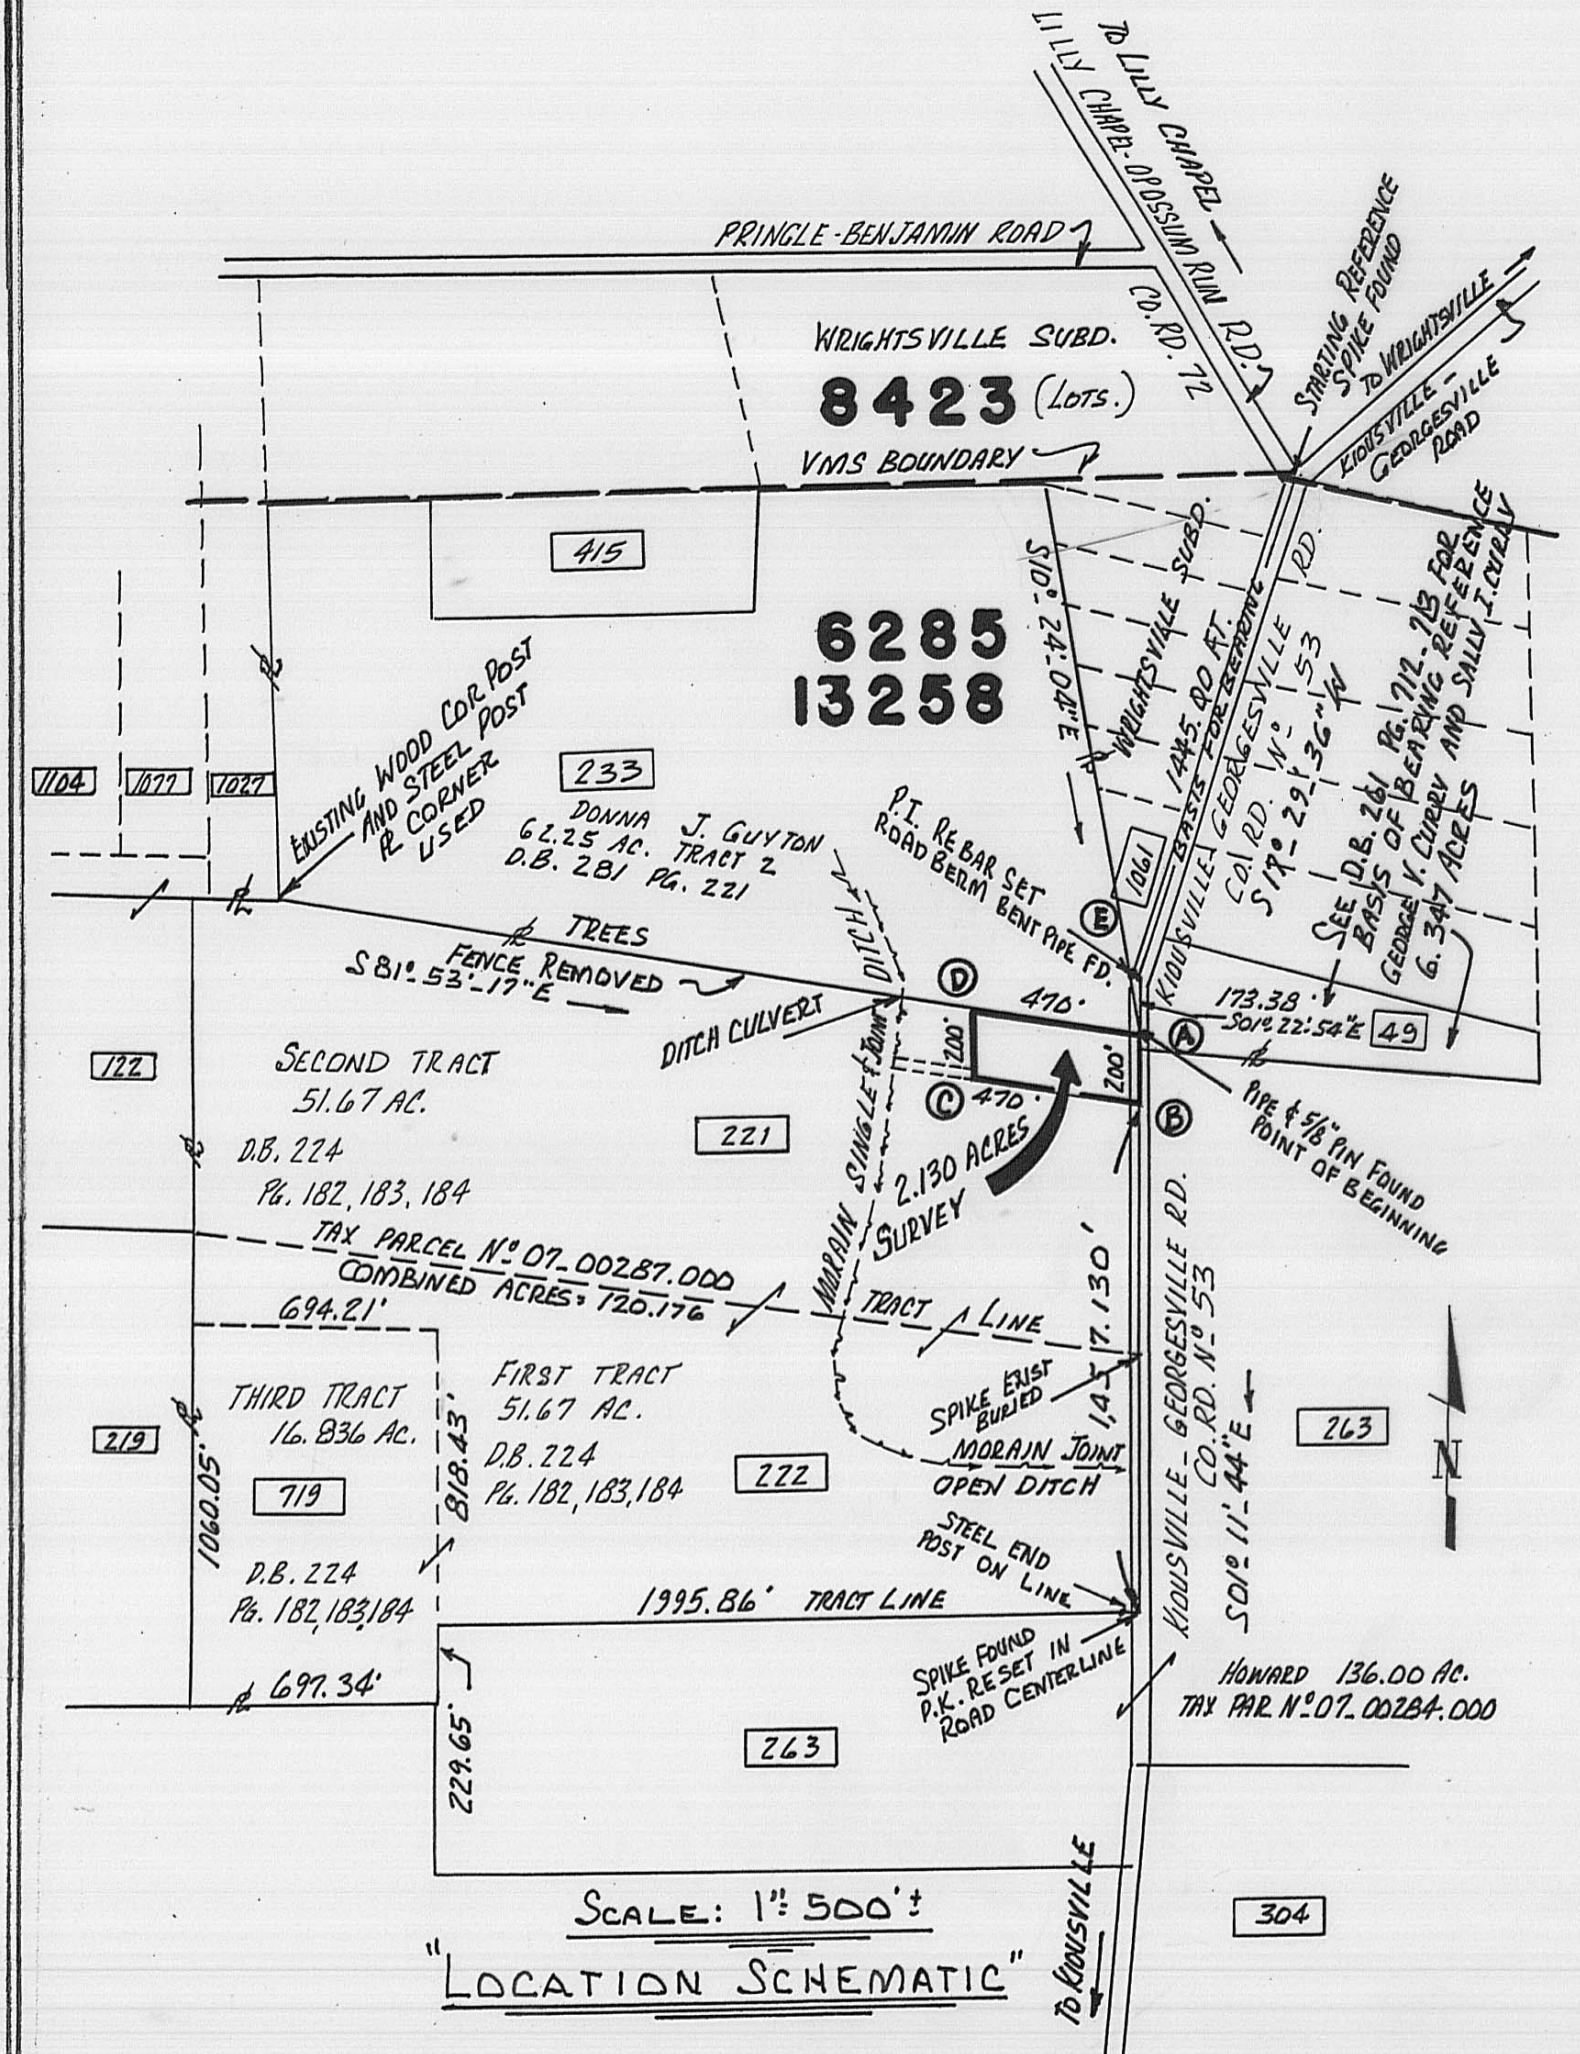 TO LILLY CHAPEL
LILLY CHAPEL-OPOSSUM RUN RD.
CO. RD. 72
PRINGLE-BENJAMIN ROAD
STARTING REFERENCE
SPIKE FOUND
TO WRIGHTSVILLE
KIOUSVILLE -
GEORGESVILLE
ROAD
WRIGHTSVILLE SUBD.
8423 (LOTS.)
VMS BOUNDARY
415
6285
13258
S10°-24'-04"E
WRIGHTSVILLE SUBD.
1445.00 AT.
BASIS FOR BEARING
KIOUSVILLE-GEORGESVILLE RD.
CO. RD. Nº 53
S 17°-29'-36" W
SEE D.B. 261 PG. 712-713 FOR
BASIS OF BEARING REFERENCE
GEORGE V. CURRY AND SALLY I. CURRY
6.347 ACRES
1104
1077
1027
EXISTING WOOD COR POST
AND STEEL POST
PL CORNER
USED
233
DONNA J. GUYTON
62.25 AC. TRACT 2
D.B. 281 PG. 221
P.I. REBAR SET
ROAD BERM BENT PIPE FD.
1061
E
PL
PL
PL TREES
FENCE REMOVED
S 81°-53'-17"E
DITCH
DITCH CULVERT
D
470'
200'
200'
C
470'
A
B
173.38'
S01°22'54"E
49
PL
PIPE & 5/8" PIN FOUND
POINT OF BEGINNING
122
SECOND TRACT
51.67 AC.
D.B. 224
PG. 182, 183, 184
PL
221
MORAIN SINGLE & JOINT
2.130 ACRES
SURVEY
TAX PARCEL Nº 07-00287.000
COMBINED ACRES = 120.176
TRACT LINE
1,457.130'
KIOUSVILLE-GEORGESVILLE RD.
CO. RD. Nº 53
S01°-11'-44"E
694.21'
THIRD TRACT
16.836 AC.
719
D.B. 224
PG. 182, 183, 184
219
PL
1060.05'
818.43'
FIRST TRACT
51.67 AC.
D.B. 224
PG. 182, 183, 184
222
SPIKE EXIST
BURIED
MORAIN JOINT
OPEN DITCH
263
N
STEEL END
POST ON LINE
1995.86' TRACT LINE
SPIKE FOUND
P.K. RESET IN
ROAD CENTERLINE
PL 697.34'
229.65'
263
HOWARD 136.00 AC.
TAX PAR Nº 07-00284.000
304
TO KIOUSVILLE
SCALE: 1"= 500'±
"LOCATION SCHEMATIC"